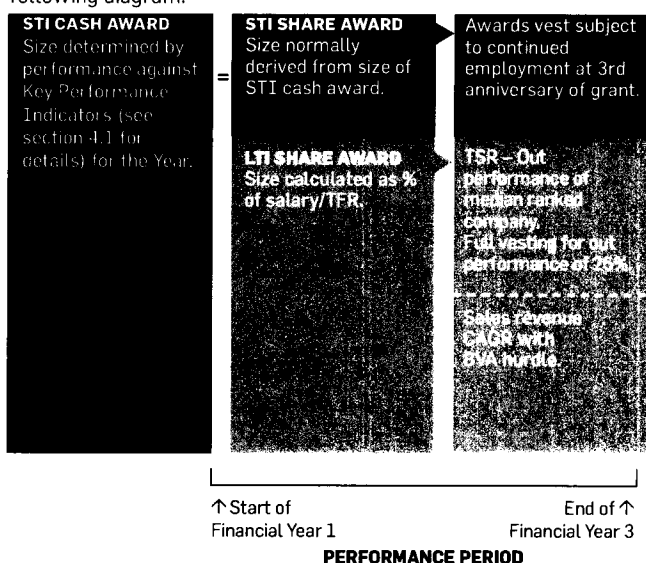 following diagram:
STI CASH AWARD
Size determined by
performance against
Key Performance
Indicators (see
section 4.1 for
details) for the Year.
=
STI SHARE AWARD
Size normally
derived from size of
STI cash award.
Awards vest subject
to continued
employment at 3rd
anniversary of grant.
LTI SHARE AWARD
Size calculated as %
of salary/TFR.
TSR – Out
performance of
median ranked
company.
Full vesting for out
performance of 25%.
Sales revenue
CAGR with
BVA hurdle.
↑ Start of
Financial Year 1
End of ↑
Financial Year 3
PERFORMANCE PERIOD